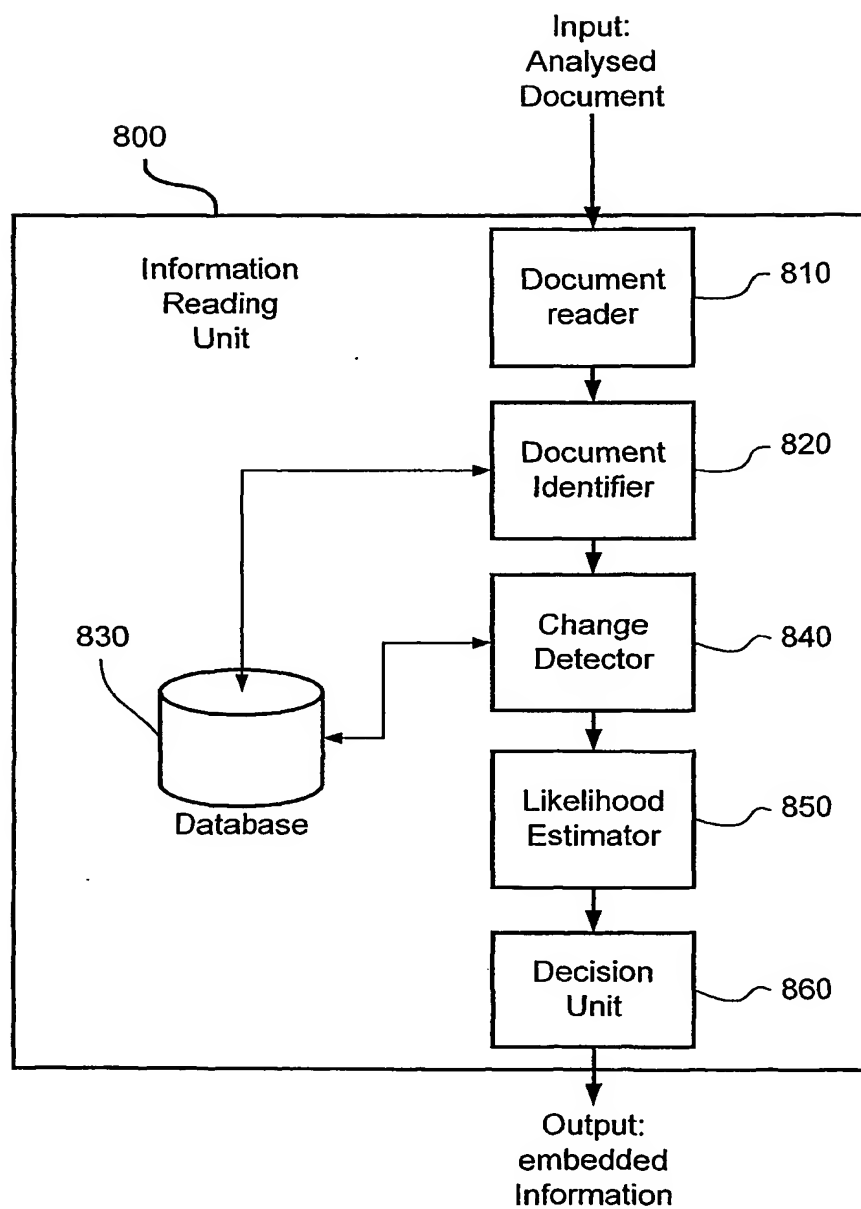 Input:
Analysed
Document
800
Information
Reading
Unit
Document
reader
810
Document
Identifier
820
830
Change
Detector
840
Database
Likelihood
Estimator
850
Decision
Unit
860
Output:
embedded
Information